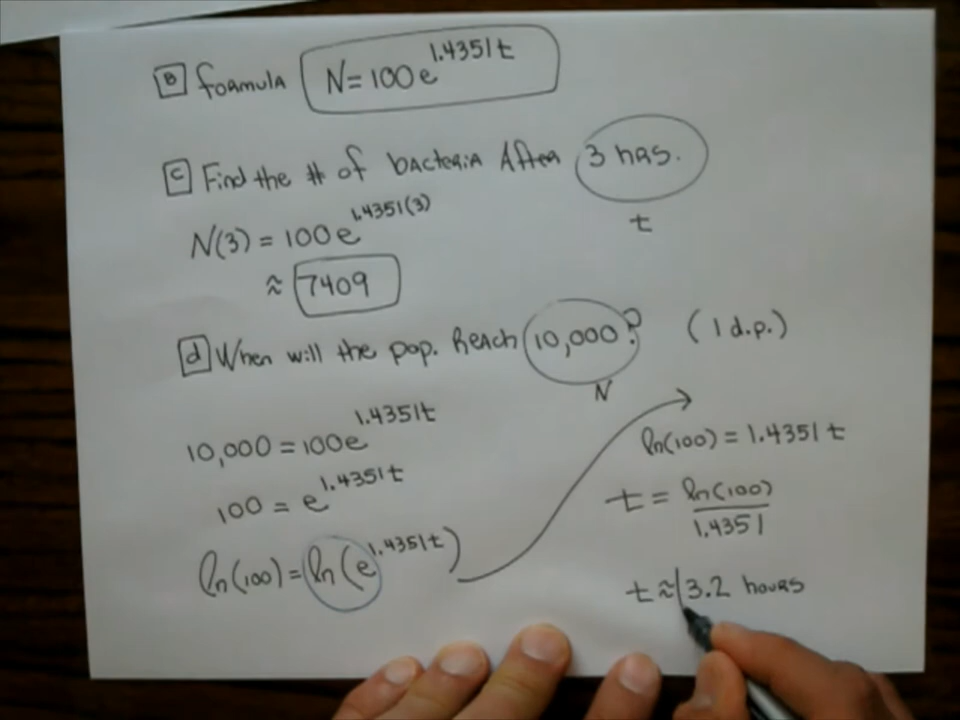 B Formula N=100e^1.4351t
C Find the # of bacteria After 3 hrs.
t
N(3) = 100e^1.4351(3)
≈ 7409
d When will the pop. Reach 10,000? (1 d.p.)
N
10,000 = 100e^1.4351t
100 = e^1.4351t
ln(100) = ln(e^1.4351t)
ln(100) = 1.4351t
t = ln(100)
1.4351
t ≈ 3.2 hours